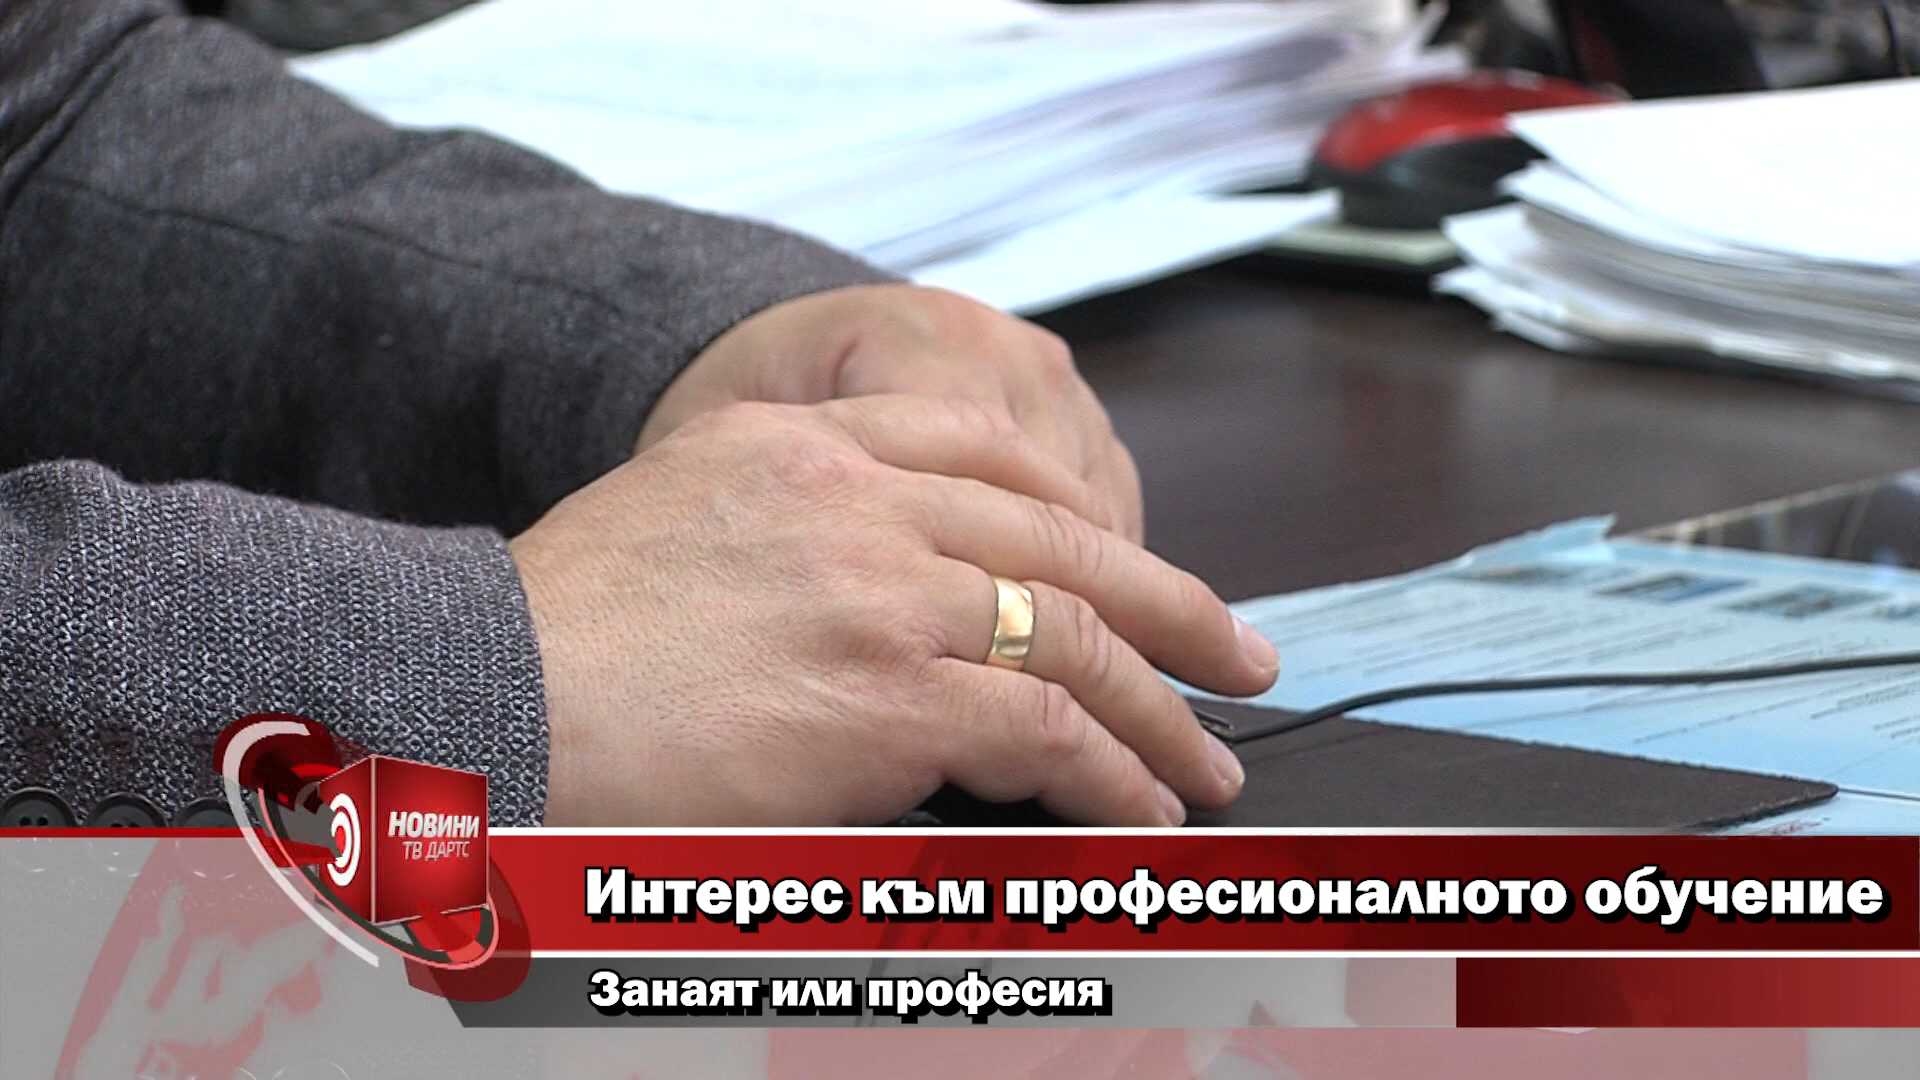 НОВИНИ
ТВ ДАРТС
Интерес към професионалното обучение
Занаят или професия